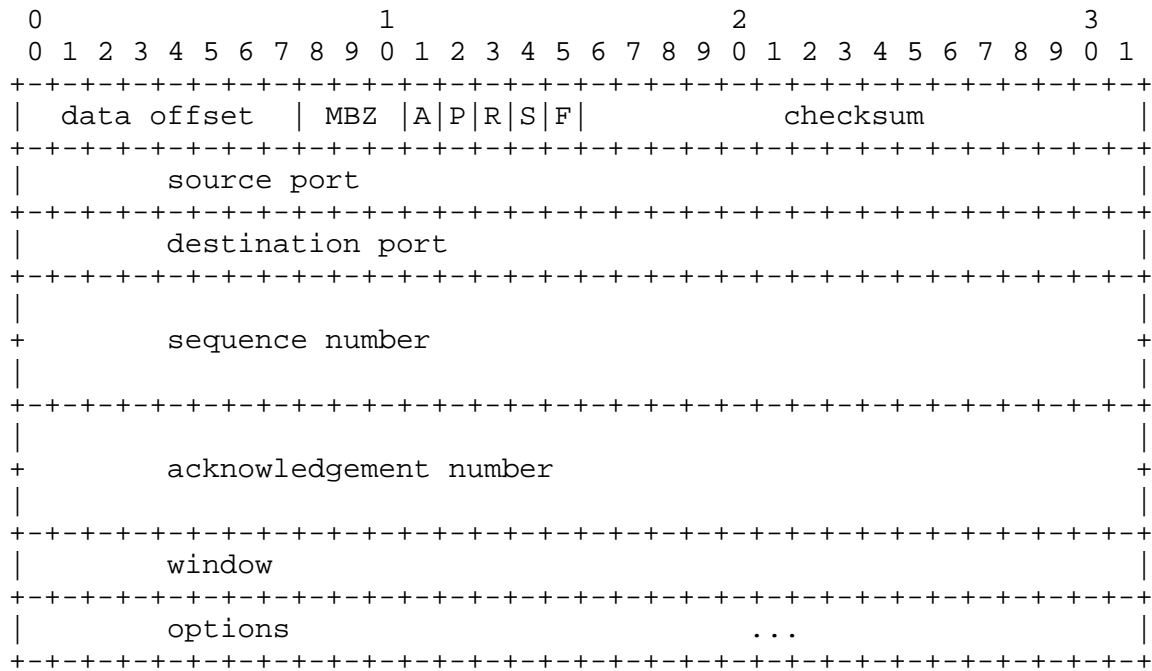 0                   1                   2                   3
 0 1 2 3 4 5 6 7 8 9 0 1 2 3 4 5 6 7 8 9 0 1 2 3 4 5 6 7 8 9 0 1
+-+-+-+-+-+-+-+-+-+-+-+-+-+-+-+-+-+-+-+-+-+-+-+-+-+-+-+-+-+-+-+-+
|  data offset  | MBZ |A|P|R|S|F|           checksum            |
+-+-+-+-+-+-+-+-+-+-+-+-+-+-+-+-+-+-+-+-+-+-+-+-+-+-+-+-+-+-+-+-+
|        source port                                            |
+-+-+-+-+-+-+-+-+-+-+-+-+-+-+-+-+-+-+-+-+-+-+-+-+-+-+-+-+-+-+-+-+
|        destination port                                       |
+-+-+-+-+-+-+-+-+-+-+-+-+-+-+-+-+-+-+-+-+-+-+-+-+-+-+-+-+-+-+-+-+
|                                                               |
+        sequence number                                        +
|                                                               |
+-+-+-+-+-+-+-+-+-+-+-+-+-+-+-+-+-+-+-+-+-+-+-+-+-+-+-+-+-+-+-+-+
|                                                               |
+        acknowledgement number                                 +
|                                                               |
+-+-+-+-+-+-+-+-+-+-+-+-+-+-+-+-+-+-+-+-+-+-+-+-+-+-+-+-+-+-+-+-+
|        window                                                 |
+-+-+-+-+-+-+-+-+-+-+-+-+-+-+-+-+-+-+-+-+-+-+-+-+-+-+-+-+-+-+-+-+
|        options                          ...                   |
+-+-+-+-+-+-+-+-+-+-+-+-+-+-+-+-+-+-+-+-+-+-+-+-+-+-+-+-+-+-+-+-+